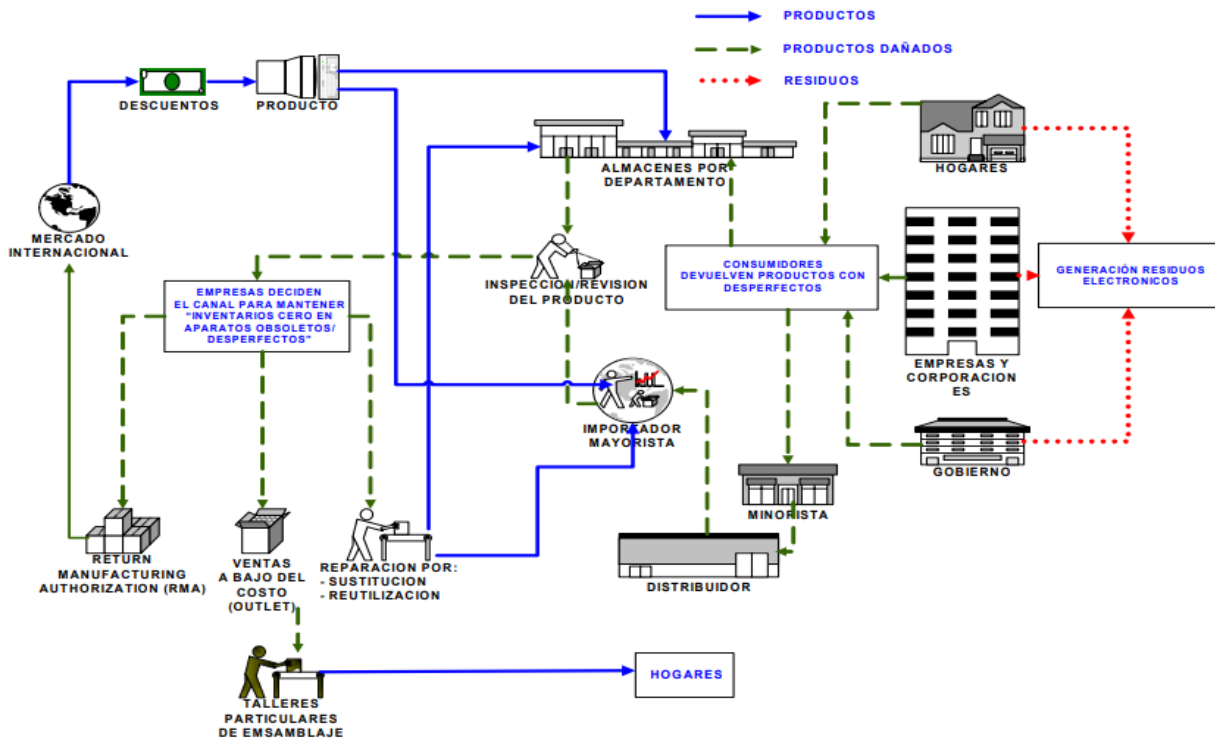 PRODUCTOS
PRODUCTOS DAÑADOS
RESIDUOS
DESCUENTOS
PRODUCTO
ALMACENES POR
DEPARTAMENTO
HOGARES
MERCADO
INTERNACIONAL
INSPECCION/REVISION
DEL PRODUCTO
CONSUMIDORES
DEVUELVEN PRODUCTOS CON
DESPERFECTOS
GENERACIÓN RESIDUOS
ELECTRONICOS
EMPRESAS DECIDEN
EL CANAL PARA MANTENER
“INVENTARIOS CERO EN
APARATOS OBSOLETOS/
DESPERFECTOS”
EMPRESAS Y
CORPORACION
ES
IMPORTADOR
MAYORISTA
GOBIERNO
MINORISTA
RETURN
MANUFACTURING
AUTHORIZATION (RMA)
VENTAS
A BAJO DEL
COSTO
(OUTLET)
REPARACION POR:
- SUSTITUCION
- REUTILIZACION
DISTRIBUIDOR
HOGARES
TALLERES
PARTICULARES
DE EMSAMBLAJE